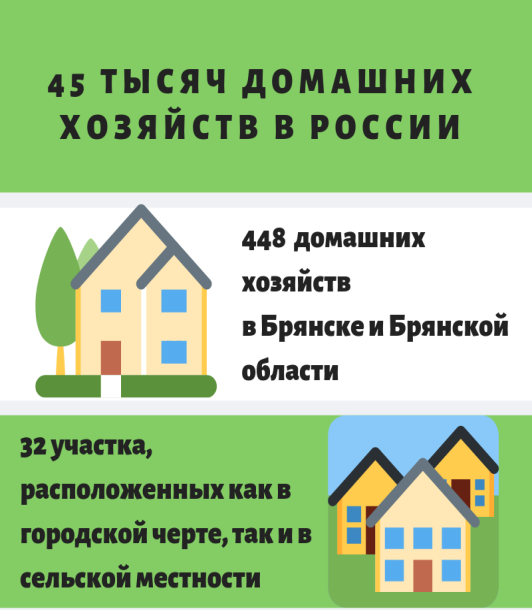 45 ТЫСЯЧ ДОМАШНИХ
ХОЗЯЙСТВ В РОССИИ
448 домашних
хозяйств
в Брянске и Брянской
области
32 участка,
расположенных как в
городской черте, так и в
сельской местности